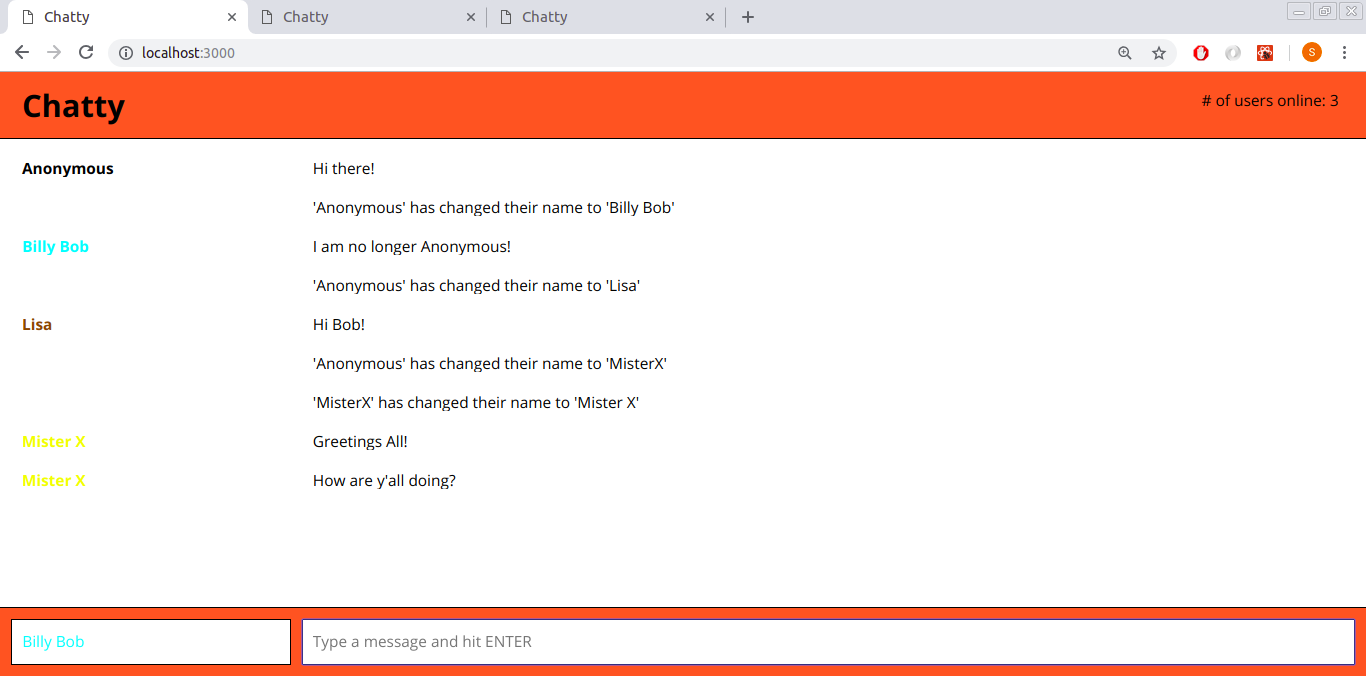 Chatty Chatty Chatty
localhost:3000 S
Chatty # of users online: 3
Anonymous Hi there!
'Anonymous' has changed their name to 'Billy Bob'
Billy Bob I am no longer Anonymous!
'Anonymous' has changed their name to 'Lisa'
Lisa Hi Bob!
'Anonymous' has changed their name to 'MisterX'
'MisterX' has changed their name to 'Mister X'
Mister X Greetings All!
Mister X How are y'all doing?
Billy Bob Type a message and hit ENTER